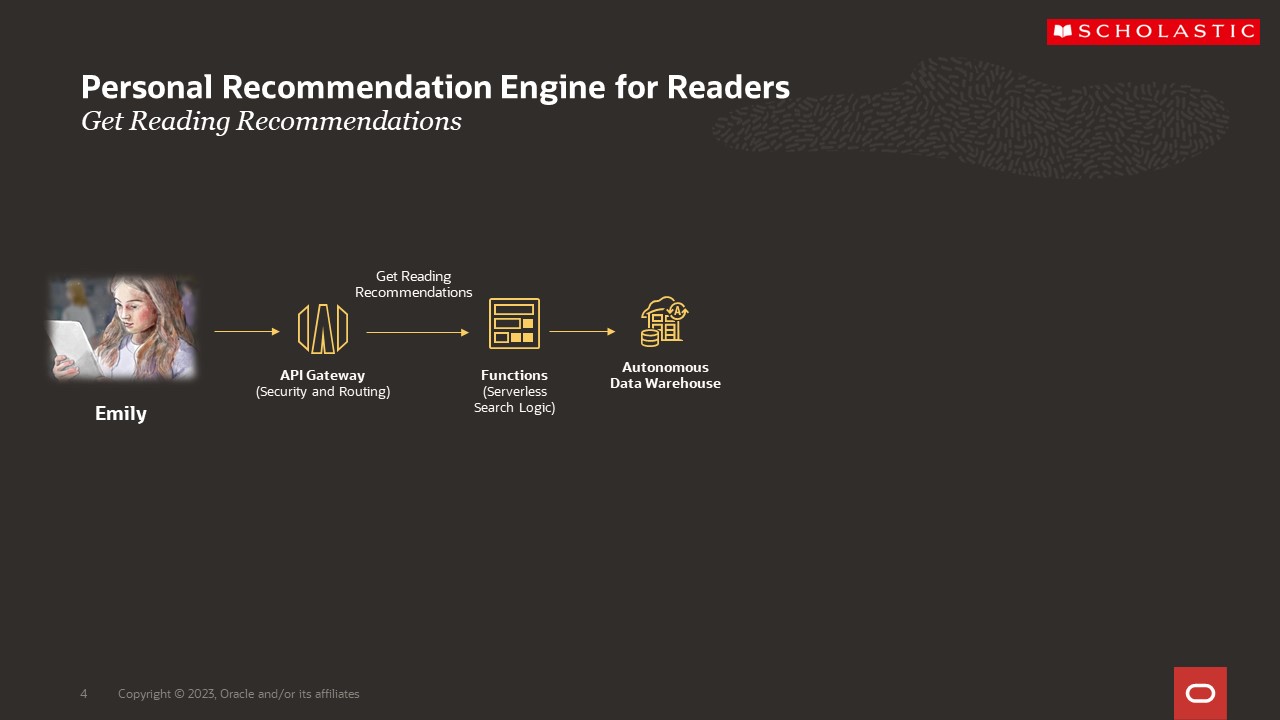 SCHOLASTIC
Personal Recommendation Engine for Readers
Get Reading Recommendations
Get Reading
Recommendations
API Gateway
(Security and Routing)
Functions
(Serverless
Search Logic)
Autonomous
Data Warehouse
A
Emily
4 Copyright © 2023, Oracle and/or its affiliates